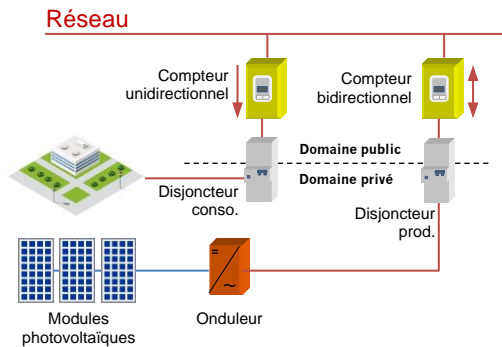 Réseau
Compteur
unidirectionnel
Compteur
bidirectionnel
Domaine public
Domaine privé
Disjoncteur
conso.
Disjoncteur
prod.
Modules
photovoltaïques
Onduleur